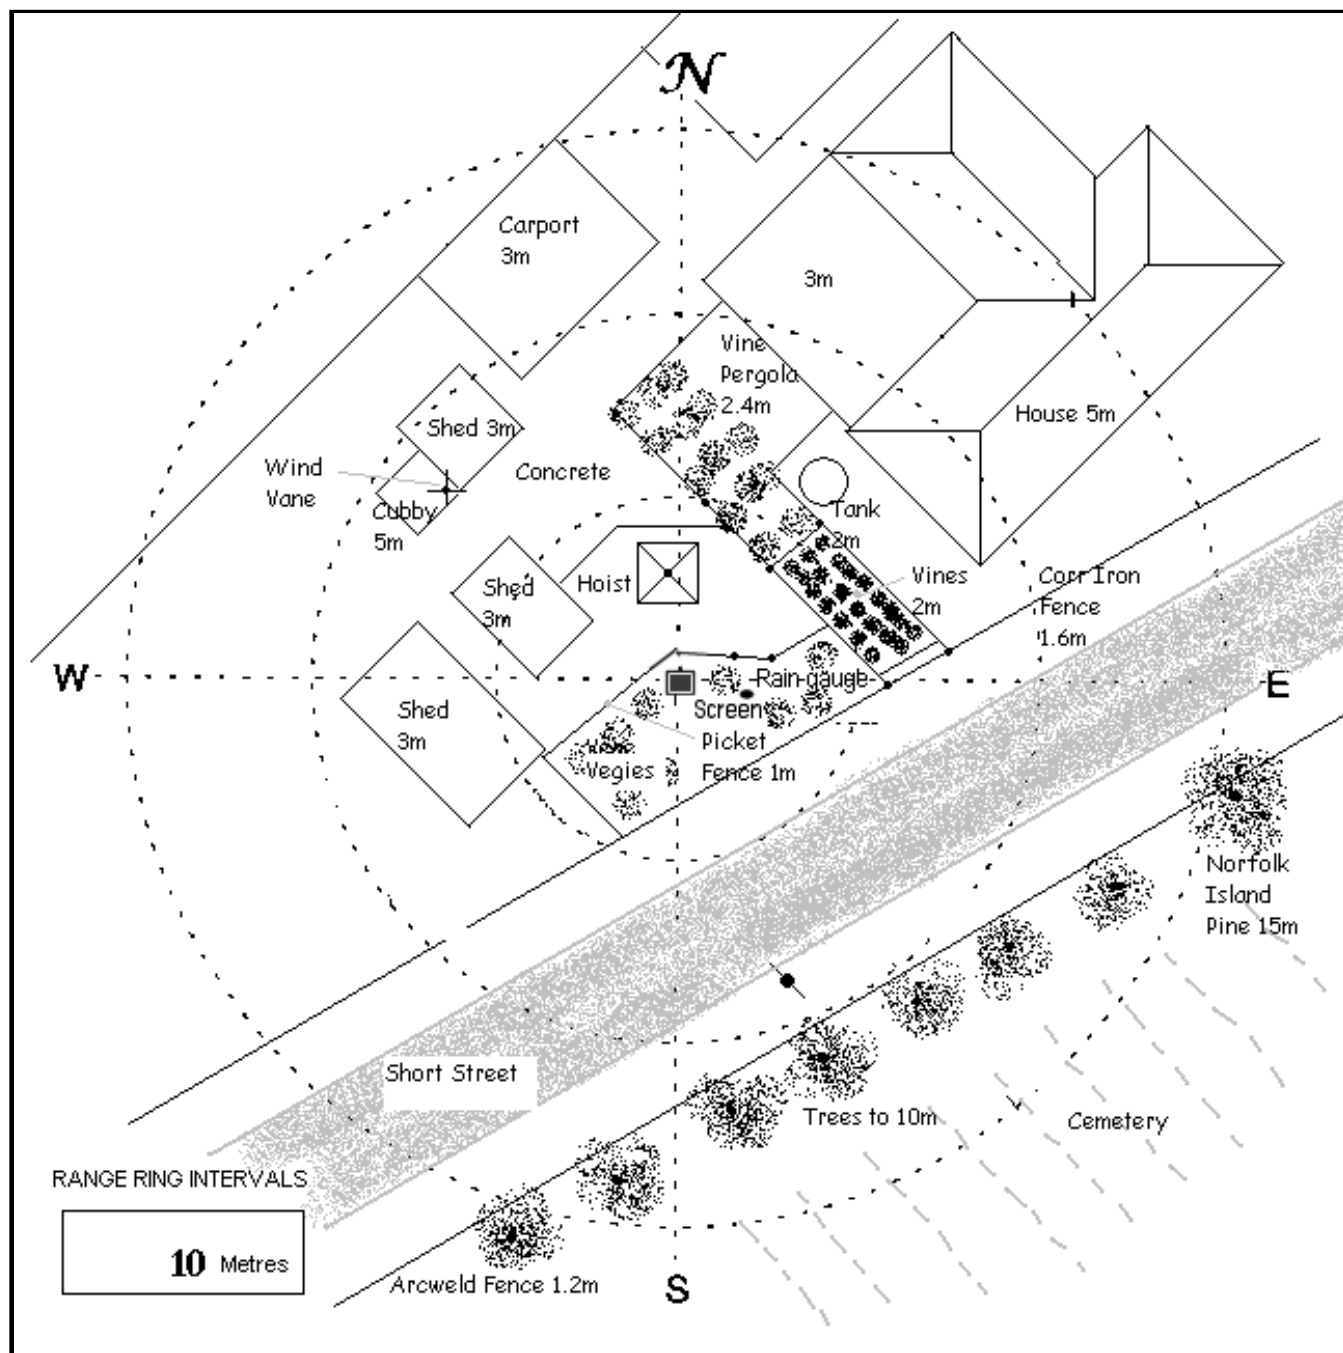 N
Carport
3m
3m
Vine
Pergola
2.4m
House 5m
Shed 3m
Wind
Vane
Concrete
Cubby
5m
Tank
2m
Shed
3m
Hoist
Vines
2m
Corr Iron
Fence
1.6m
W
E
Rain gauge
Screen
Shed
3m
Picket
Fence 1m
Vegies
Norfolk
Island
Pine 15m
Short Street
Trees to 10m
Cemetery
RANGE RING INTERVALS
10 Metres
Arcweld Fence 1.2m
S